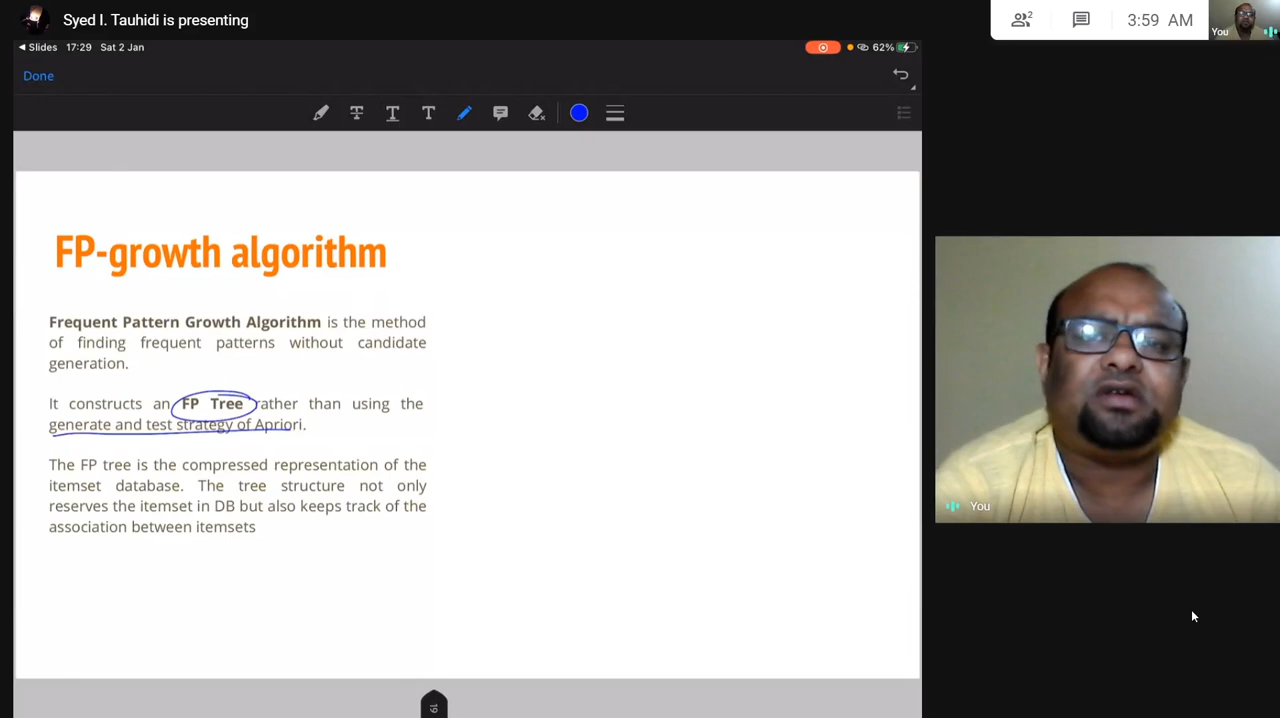 Syed I. Tauhidi is presenting
2
3:59 AM
You
Slides 17:29 Sat 2 Jan
62%
Done
T T T
FP-growth algorithm
Frequent Pattern Growth Algorithm is the method
of finding frequent patterns without candidate
generation.
It constructs an FP Tree rather than using the
generate and test strategy of Apriori.
The FP tree is the compressed representation of the
itemset database. The tree structure not only
reserves the itemset in DB but also keeps track of the
association between itemsets
You
19